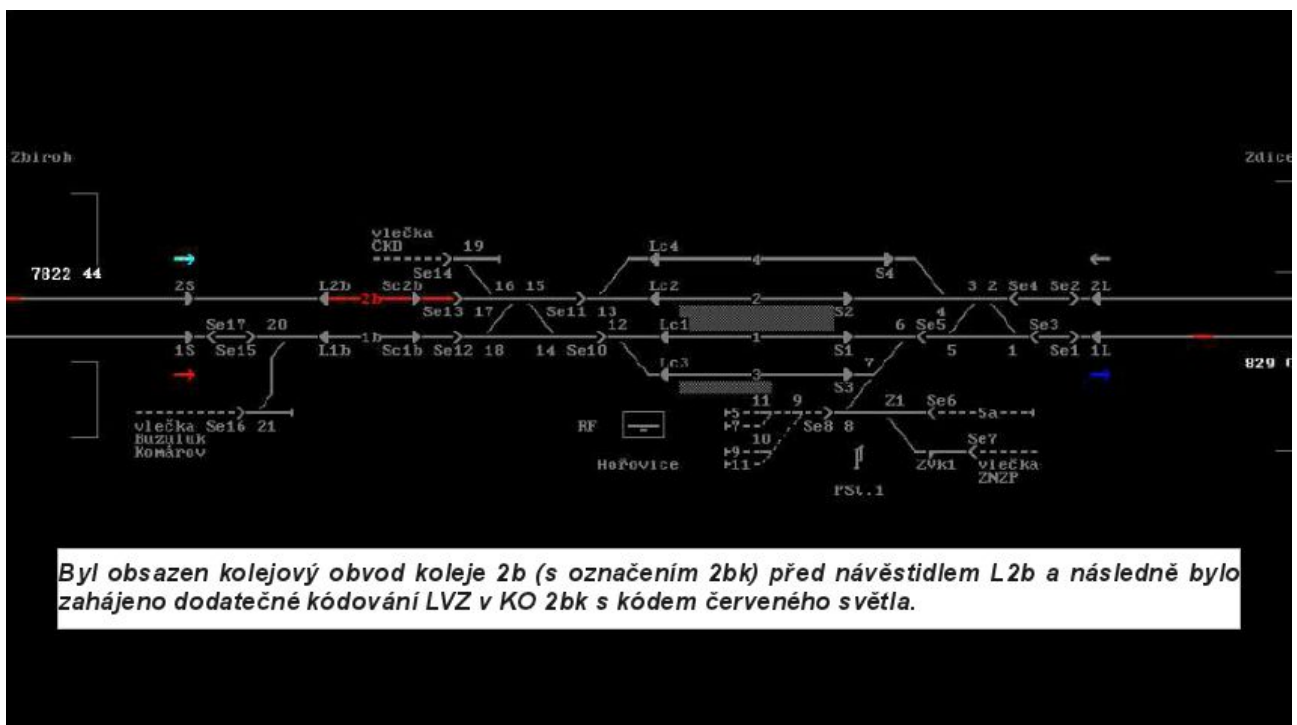 Zbiroh
Zdice
vlečka
ČKD
19
Lc4
4
S4
7822 44
Se14
2S
L2b
2b
Sc2b
Se13
17
16
15
Se11
13
Lc2
2
S2
4
3
2
Se4
Se2
2L
1S
Se17
Se15
20
L1b
1b
Sc1b
Se12
18
14
Se10
12
Lc1
1
S1
6
Se5
5
1
Se3
Se1
1L
Lc3
3
S3
7
829
vlečka
Buzuluk
Komárov
Se16
21
RF
Hořovice
5
7
11
9
Se8
8
Z1
Se6
5a
9
11
10
PSt.1
Zvk1
Se7
vlečka
ZNZP
Byl obsazen kolejový obvod koleje 2b (s označením 2bk) před návěstidlem L2b a následně bylo
zahájeno dodatečné kódování LVZ v KO 2bk s kódem červeného světla.